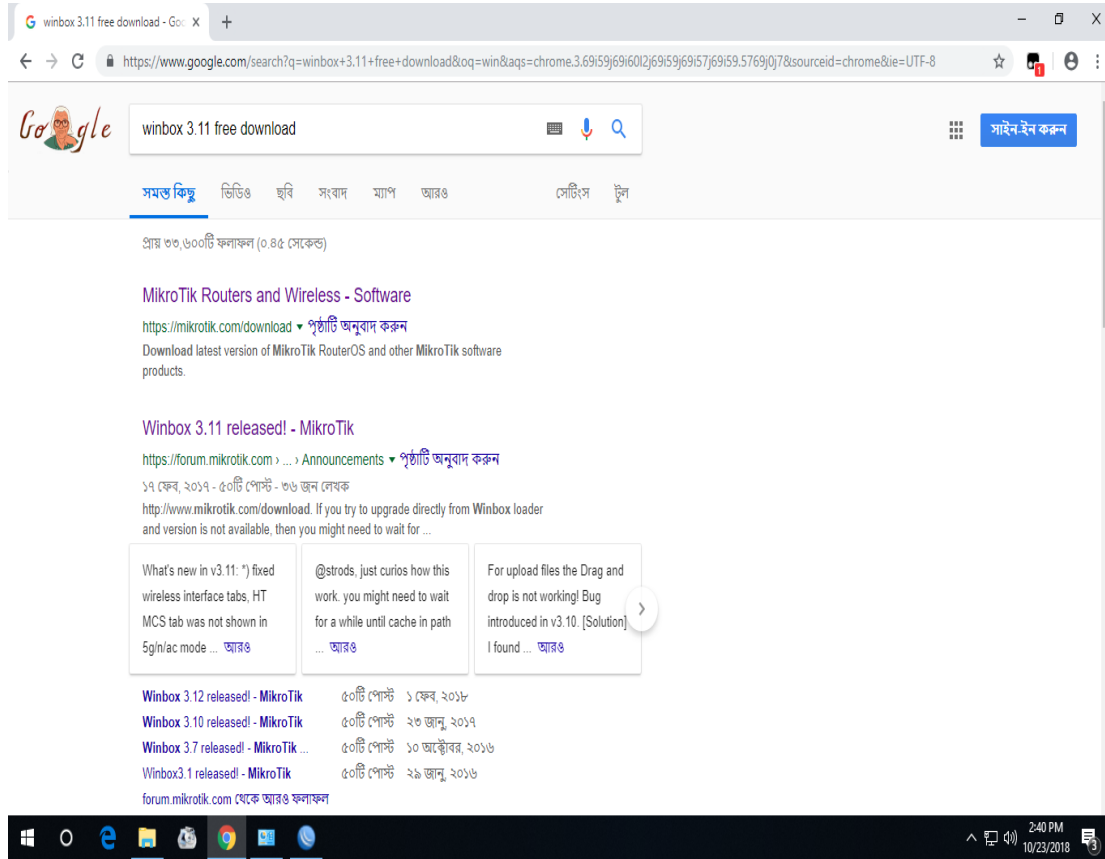 winbox 3.11 free download - Goo
https://www.google.com/search?q=winbox+3.11+free+download&oq=win&aqs=chrome.3.69i59j69i60l2j69i59j69i57j69i59.5769j0j7&sourceid=chrome&ie=UTF-8
1
Google
winbox 3.11 free download
সাইন-ইন করুন
সমস্ত কিছু ভিডিও ছবি সংবাদ ম্যাপ আরও সেটিংস টুল
প্রায় ৩৩,৬০০টি ফলাফল (০.৪৫ সেকেন্ড)
MikroTik Routers and Wireless - Software
https://mikrotik.com/download ▾ পৃষ্ঠাটি অনুবাদ করুন
Download latest version of MikroTik RouterOS and other MikroTik software
products.
Winbox 3.11 released! - MikroTik
https://forum.mikrotik.com › ... › Announcements ▾ পৃষ্ঠাটি অনুবাদ করুন
১৭ ফেব, ২০১৭ - ৫০টি পোস্ট - ৩৬ জন লেখক
http://www.mikrotik.com/download. If you try to upgrade directly from Winbox loader
and version is not available, then you might need to wait for ...
What's new in v3.11: *) fixed
wireless interface tabs, HT
MCS tab was not shown in
5g/n/ac mode ... আরও
@strods, just curios how this
work. you might need to wait
for a while until cache in path
... আরও
For upload files the Drag and
drop is not working! Bug
introduced in v3.10. [Solution]
I found ... আরও
Winbox 3.12 released! - MikroTik ৫০টি পোস্ট ১ ফেব, ২০১৮
Winbox 3.10 released! - MikroTik ৫০টি পোস্ট ২৩ জানু, ২০১৭
Winbox 3.7 released! - MikroTik ... ৫০টি পোস্ট ১০ অক্টোবর, ২০১৬
Winbox3.1 released! - MikroTik ৫০টি পোস্ট ২৯ জানু, ২০১৬
forum.mikrotik.com থেকে আরও ফলাফল
2:40 PM
10/23/2018
3